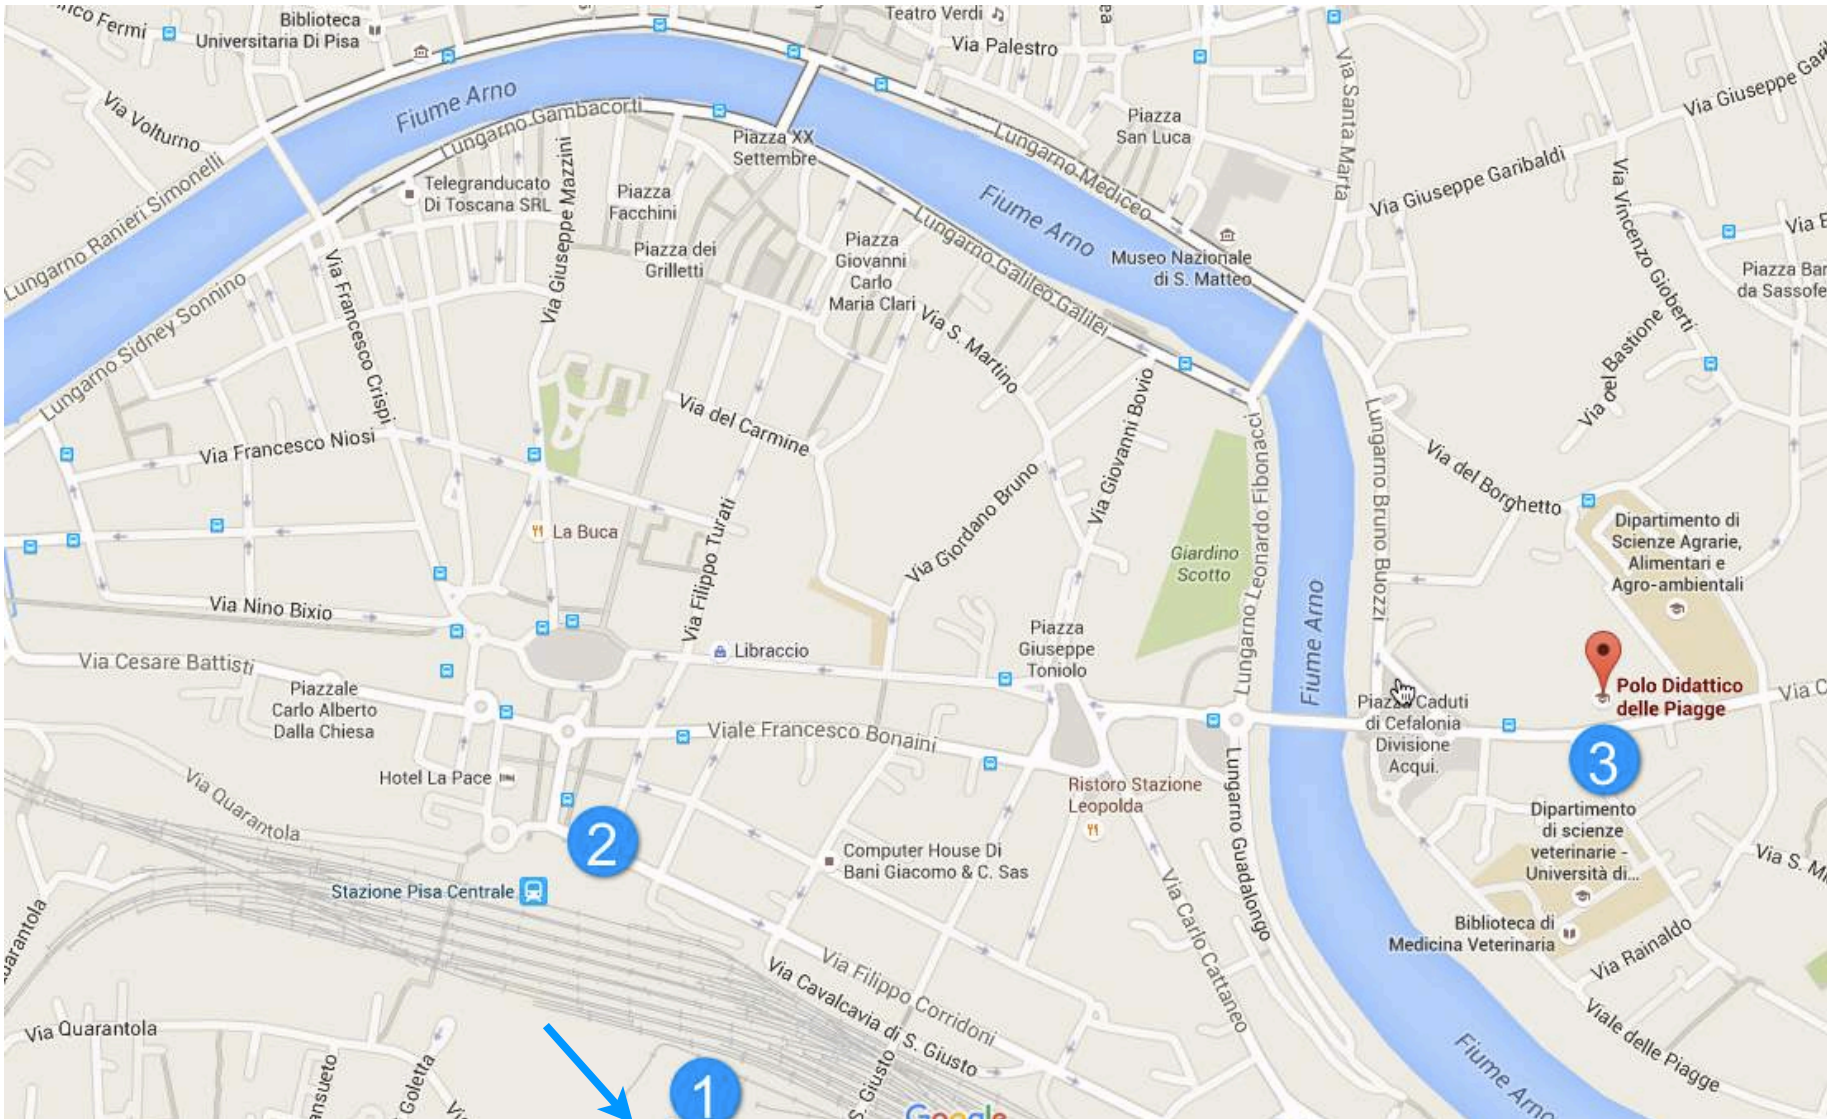 Biblioteca
Universitaria Di Pisa
Teatro Verdi
Via Palestro
Via Santa Marta
Via Giuseppe
Via Volturno
Fiume Arno
Lungarno Gambacorti
Piazza XX
Settembre
Piazza
San Luca
Lungarno Mediceo
Via Giuseppe Garibaldi
Via Vincenzo Gioberti
Lungarno Ranieri Simonelli
Telegranducato
Di Toscana SRL
Via Giuseppe Mazzini
Piazza
Facchini
Piazza dei
Grilletti
Piazza
Giovanni
Carlo
Maria Clari
Fiume Arno
Lungarno Galileo Galilei
Museo Nazionale
di S. Matteo
Via
Piazza
da
Lungarno Sidney Sonnino
Via Francesco Crispi
Via S. Martino
Via del Bastione
Via Francesco Niosi
Via del Carmine
Via Giovanni Bovio
Lungarno Leonardo Fibonacci
Lungarno Bruno Buozzi
Via del Borghetto
La Buca
Via Filippo Turati
Via Giordano Bruno
Giardino
Scotto
Fiume Arno
Dipartimento di
Scienze Agrarie,
Alimentari e
Agro-ambientali
Via Nino Bixio
Libraccio
Piazza
Giuseppe
Toniolo
Via Cesare Battisti
Piazzale
Carlo Alberto
Dalla Chiesa
Viale Francesco Bonaini
Piazza Caduti
di Cefalonia
Divisione
Acqui.
Polo Didattico
delle Piagge
Via C
3
Via Quarantola
Hotel La Pace
2
Ristoro Stazione
Leopolda
Lungarno Guadalongo
Computer House Di
Bani Giacomo & C. Sas
Dipartimento
di scienze
veterinarie -
Università di...
Via S.
Stazione Pisa Centrale
Via Carlo Cattaneo
Biblioteca di
Medicina Veterinaria
Via Rainaldo
Via Filippo Corridoni
Via Cavalcavia di S. Giusto
Via Quarantola
Goletta
1
S. Giusto
Google
Fiume Arno
Viale delle Piagge